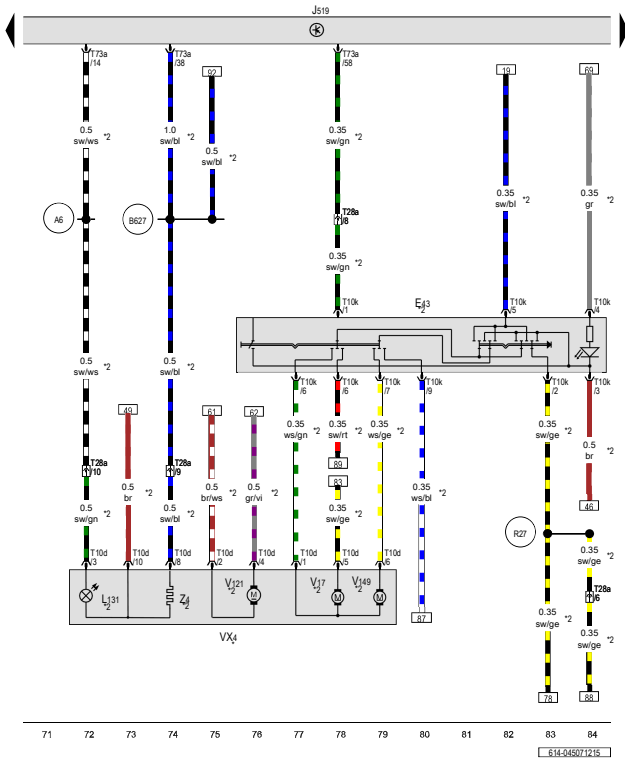 J519
T73a /14
T73a /38
T73a /58
92
19
69
0.5 sw/ws *2
1.0 sw/bl *2
0.5 sw/bl *2
0.35 sw/gn *2
0.35 sw/bl *2
0.35 gr *2
A6
B627
T28a /8
0.35 sw/gn *2
T10k /1
E43 *2
T10k /5
T10k /4
0.5 sw/ws *2
0.5 sw/bl *2
T10k /6
T10k /6
T10k /7
T10k /9
T10k /2
T10k /3
49
61
62
0.35 ws/gn *2
0.35 sw/rt *2
0.35 ws/ge *2
0.35 sw/ge *2
0.5 br *2
T28a /10
T28a /9
89
83
0.5 sw/gn *2
0.5 br *2
0.5 sw/bl *2
0.5 br/ws *2
0.5 gr/vi *2
0.35 sw/ge *2
0.35 ws/bl *2
46
R27
0.35 sw/ge *2
T10d /3
T10d /10
T10d /8
T10d /2
T10d /4
T10d /1
T10d /5
T10d /6
T28a /6
L131 *2
Z4 *2
V121 *2
M
V17 *2
M
V149 *2
M
87
0.35 sw/ge *2
0.35 sw/ge *2
VX4 *
78
88
71 72 73 74 75 76 77 78 79 80 81 82 83 84
614-045071215